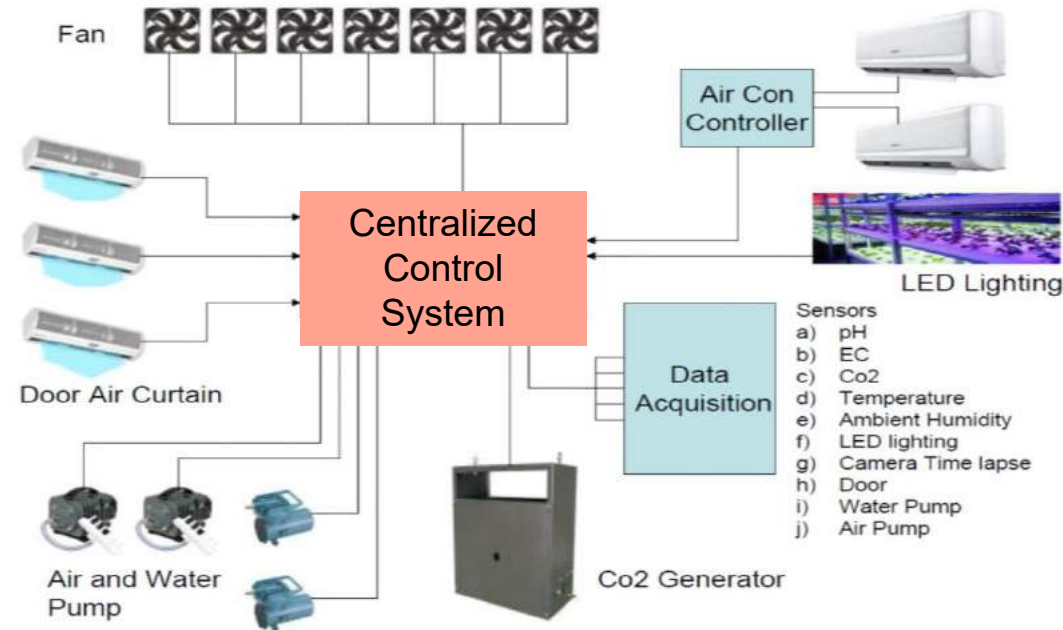 Fan
Air Con
Controller
Centralized
Control
System
LED Lighting
Door Air Curtain
Data
Acquisition
Sensors
a) pH
b) EC
c) Co2
d) Temperature
e) Ambient Humidity
f) LED lighting
g) Camera Time lapse
h) Door
i) Water Pump
j) Air Pump
Air and Water
Pump
Co2 Generator